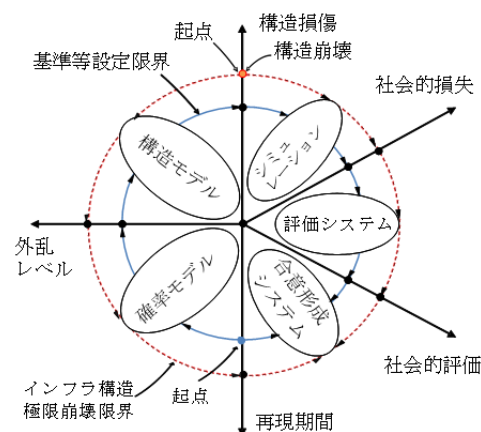 起点
構造損傷
構造崩壊
基準等設定限界
社会的損失
構造モデル
シミュ
レーション
評価システム
外乱
レベル
確率モデル
合意形成
システム
社会的評価
インフラ構造
極限崩壊限界
起点
再現期間